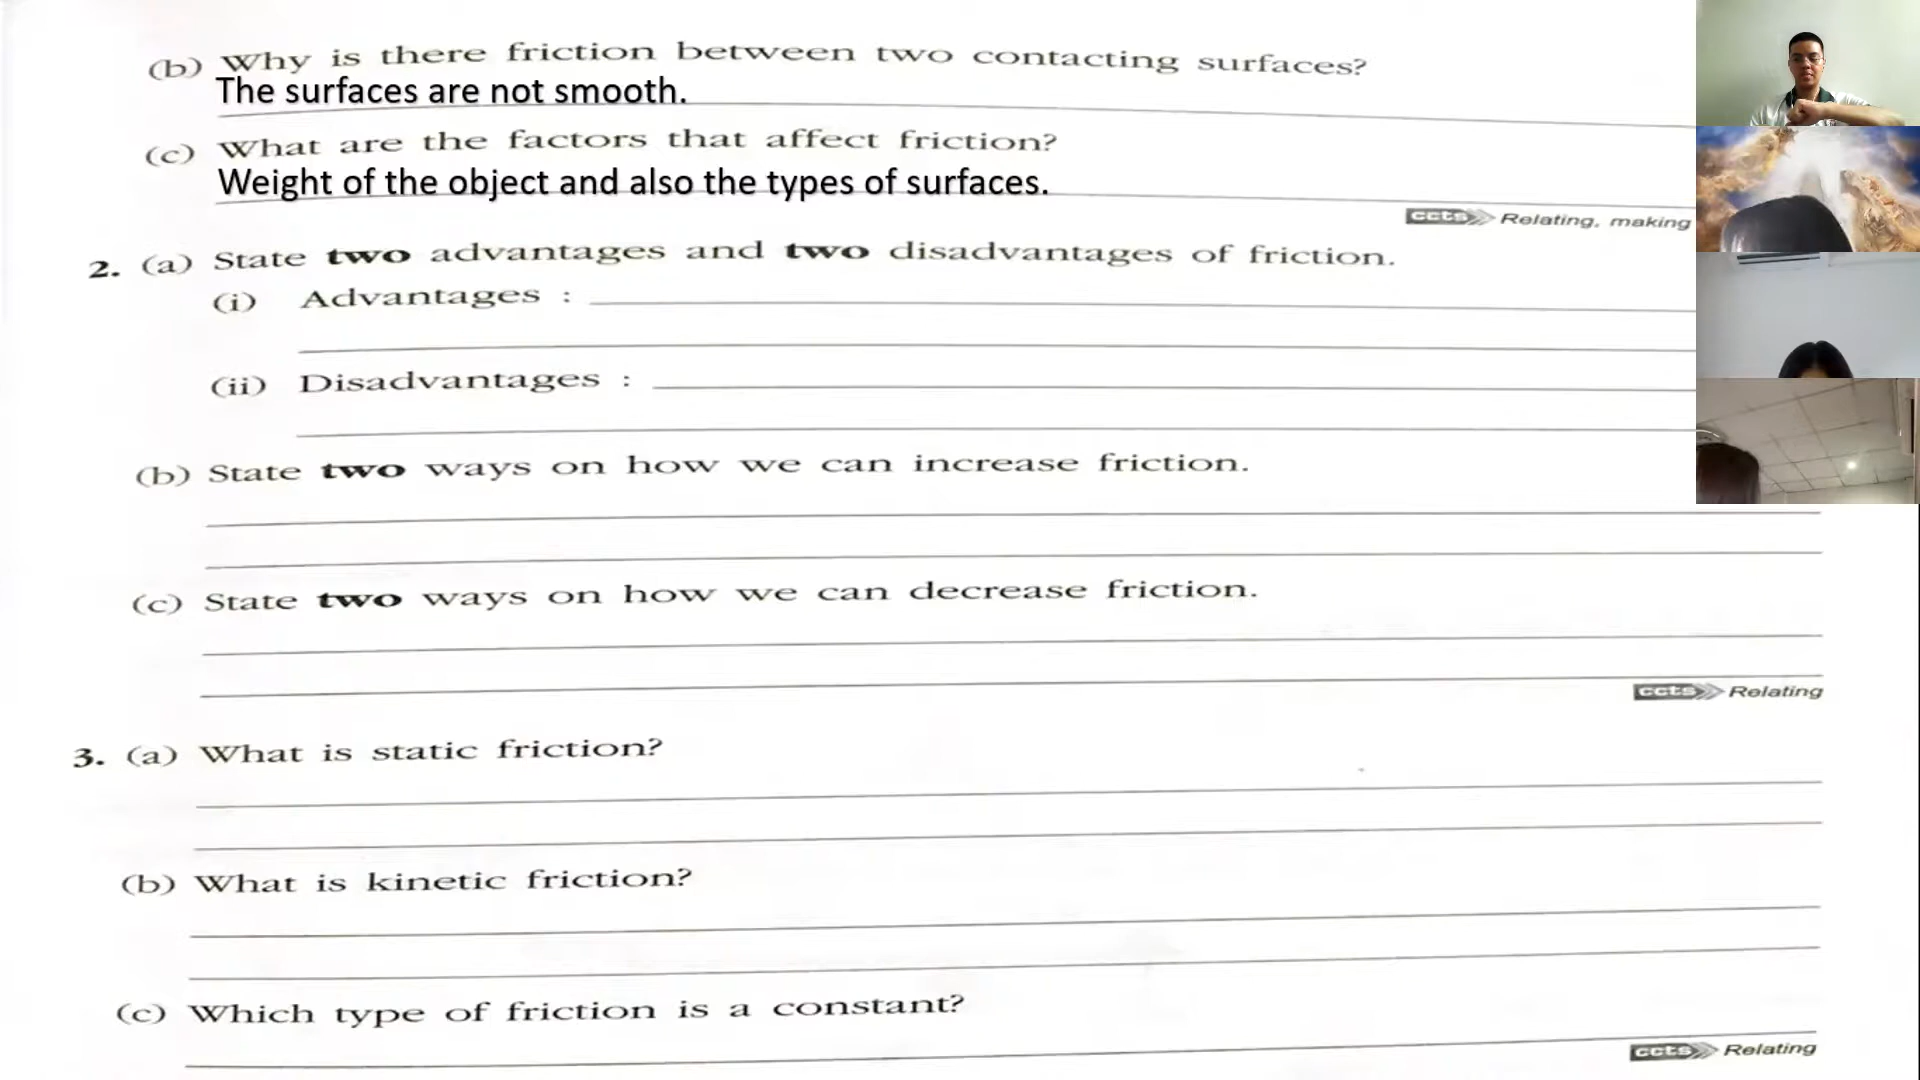 (b) Why is there friction between two contacting surfaces?
The surfaces are not smooth.
(c) What are the factors that affect friction?
Weight of the object and also the types of surfaces.
ccts Relating, making
2. (a) State two advantages and two disadvantages of friction.
(i) Advantages :
(ii) Disadvantages :
(b) State two ways on how we can increase friction.
(c) State two ways on how we can decrease friction.
ccts Relating
3. (a) What is static friction?
(b) What is kinetic friction?
(c) Which type of friction is a constant?
ccts Relating